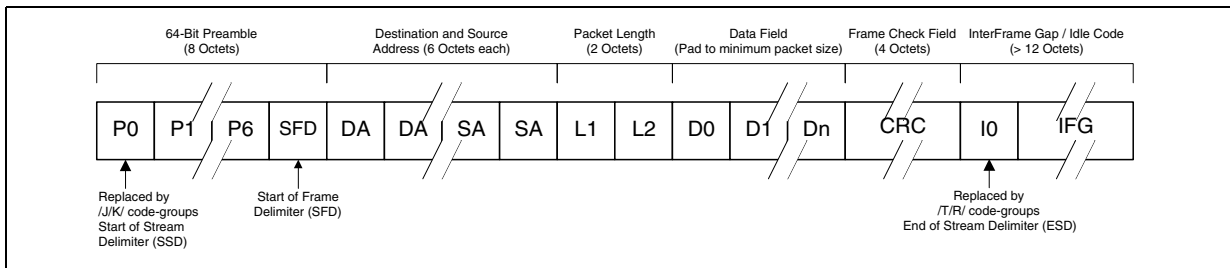 64-Bit Preamble
(8 Octets)
Destination and Source
Address (6 Octets each)
Packet Length
(2 Octets)
Data Field
(Pad to minimum packet size)
Frame Check Field
(4 Octets)
InterFrame Gap / Idle Code
(> 12 Octets)
P0 P1 P6 SFD DA DA SA SA L1 L2 D0 D1 Dn CRC I0 IFG
Replaced by
/J/K/ code-groups
Start of Stream
Delimiter (SSD)
Start of Frame
Delimiter (SFD)
Replaced by
/T/R/ code-groups
End of Stream Delimiter (ESD)